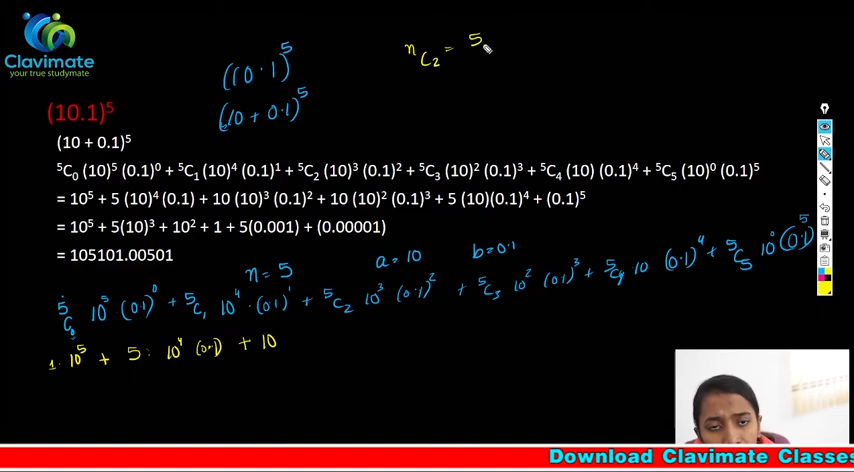 Clavimate
your true studymate
(10.1)⁵
(10 + 0.1)⁵
ⁿC₂ = 5
(10.1)⁵
(10 + 0.1)⁵
⁵C₀ (10)⁵ (0.1)⁰ + ⁵C₁ (10)⁴ (0.1)¹ + ⁵C₂ (10)³ (0.1)² + ⁵C₃ (10)² (0.1)³ + ⁵C₄ (10) (0.1)⁴ + ⁵C₅ (10)⁰ (0.1)⁵
= 10⁵ + 5 (10)⁴ (0.1) + 10 (10)³ (0.1)² + 10 (10)² (0.1)³ + 5 (10)(0.1)⁴ + (0.1)⁵
= 10⁵ + 5(10)³ + 10² + 1 + 5(0.001) + (0.00001)
= 105101.00501
n = 5 a = 10 b = 0.1
⁵C₀ 10⁵ · (0.1)⁰ + ⁵C₁ 10⁴ · (0.1)¹ + ⁵C₂ 10³ (0.1)² + ⁵C₃ 10² (0.1)³ + ⁵C₄ 10 (0.1)⁴ + ⁵C₅ 10⁰ (0.1)⁵
1. 10⁵ + 5 · 10⁴ (0.1) + 10
Download Clavimate Classes